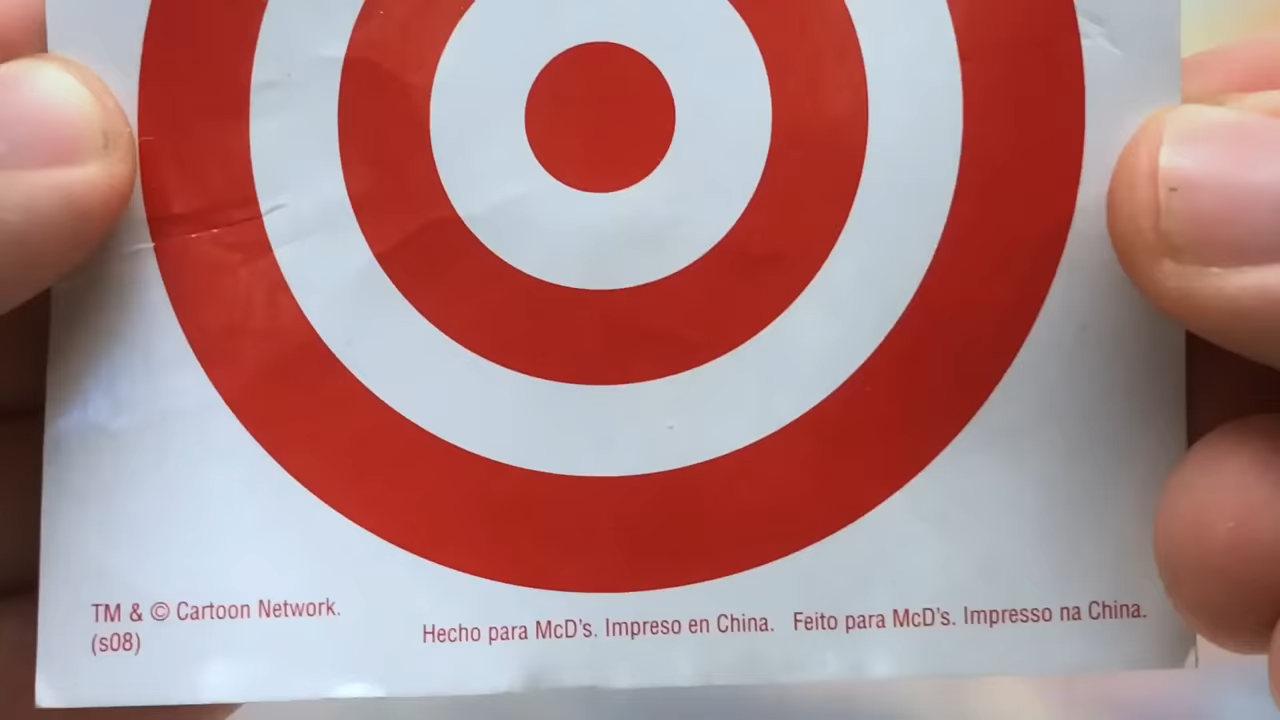 TM & © Cartoon Network.
(s08)
Hecho para McD's. Impreso en China. Feito para McD's. Impresso na China.